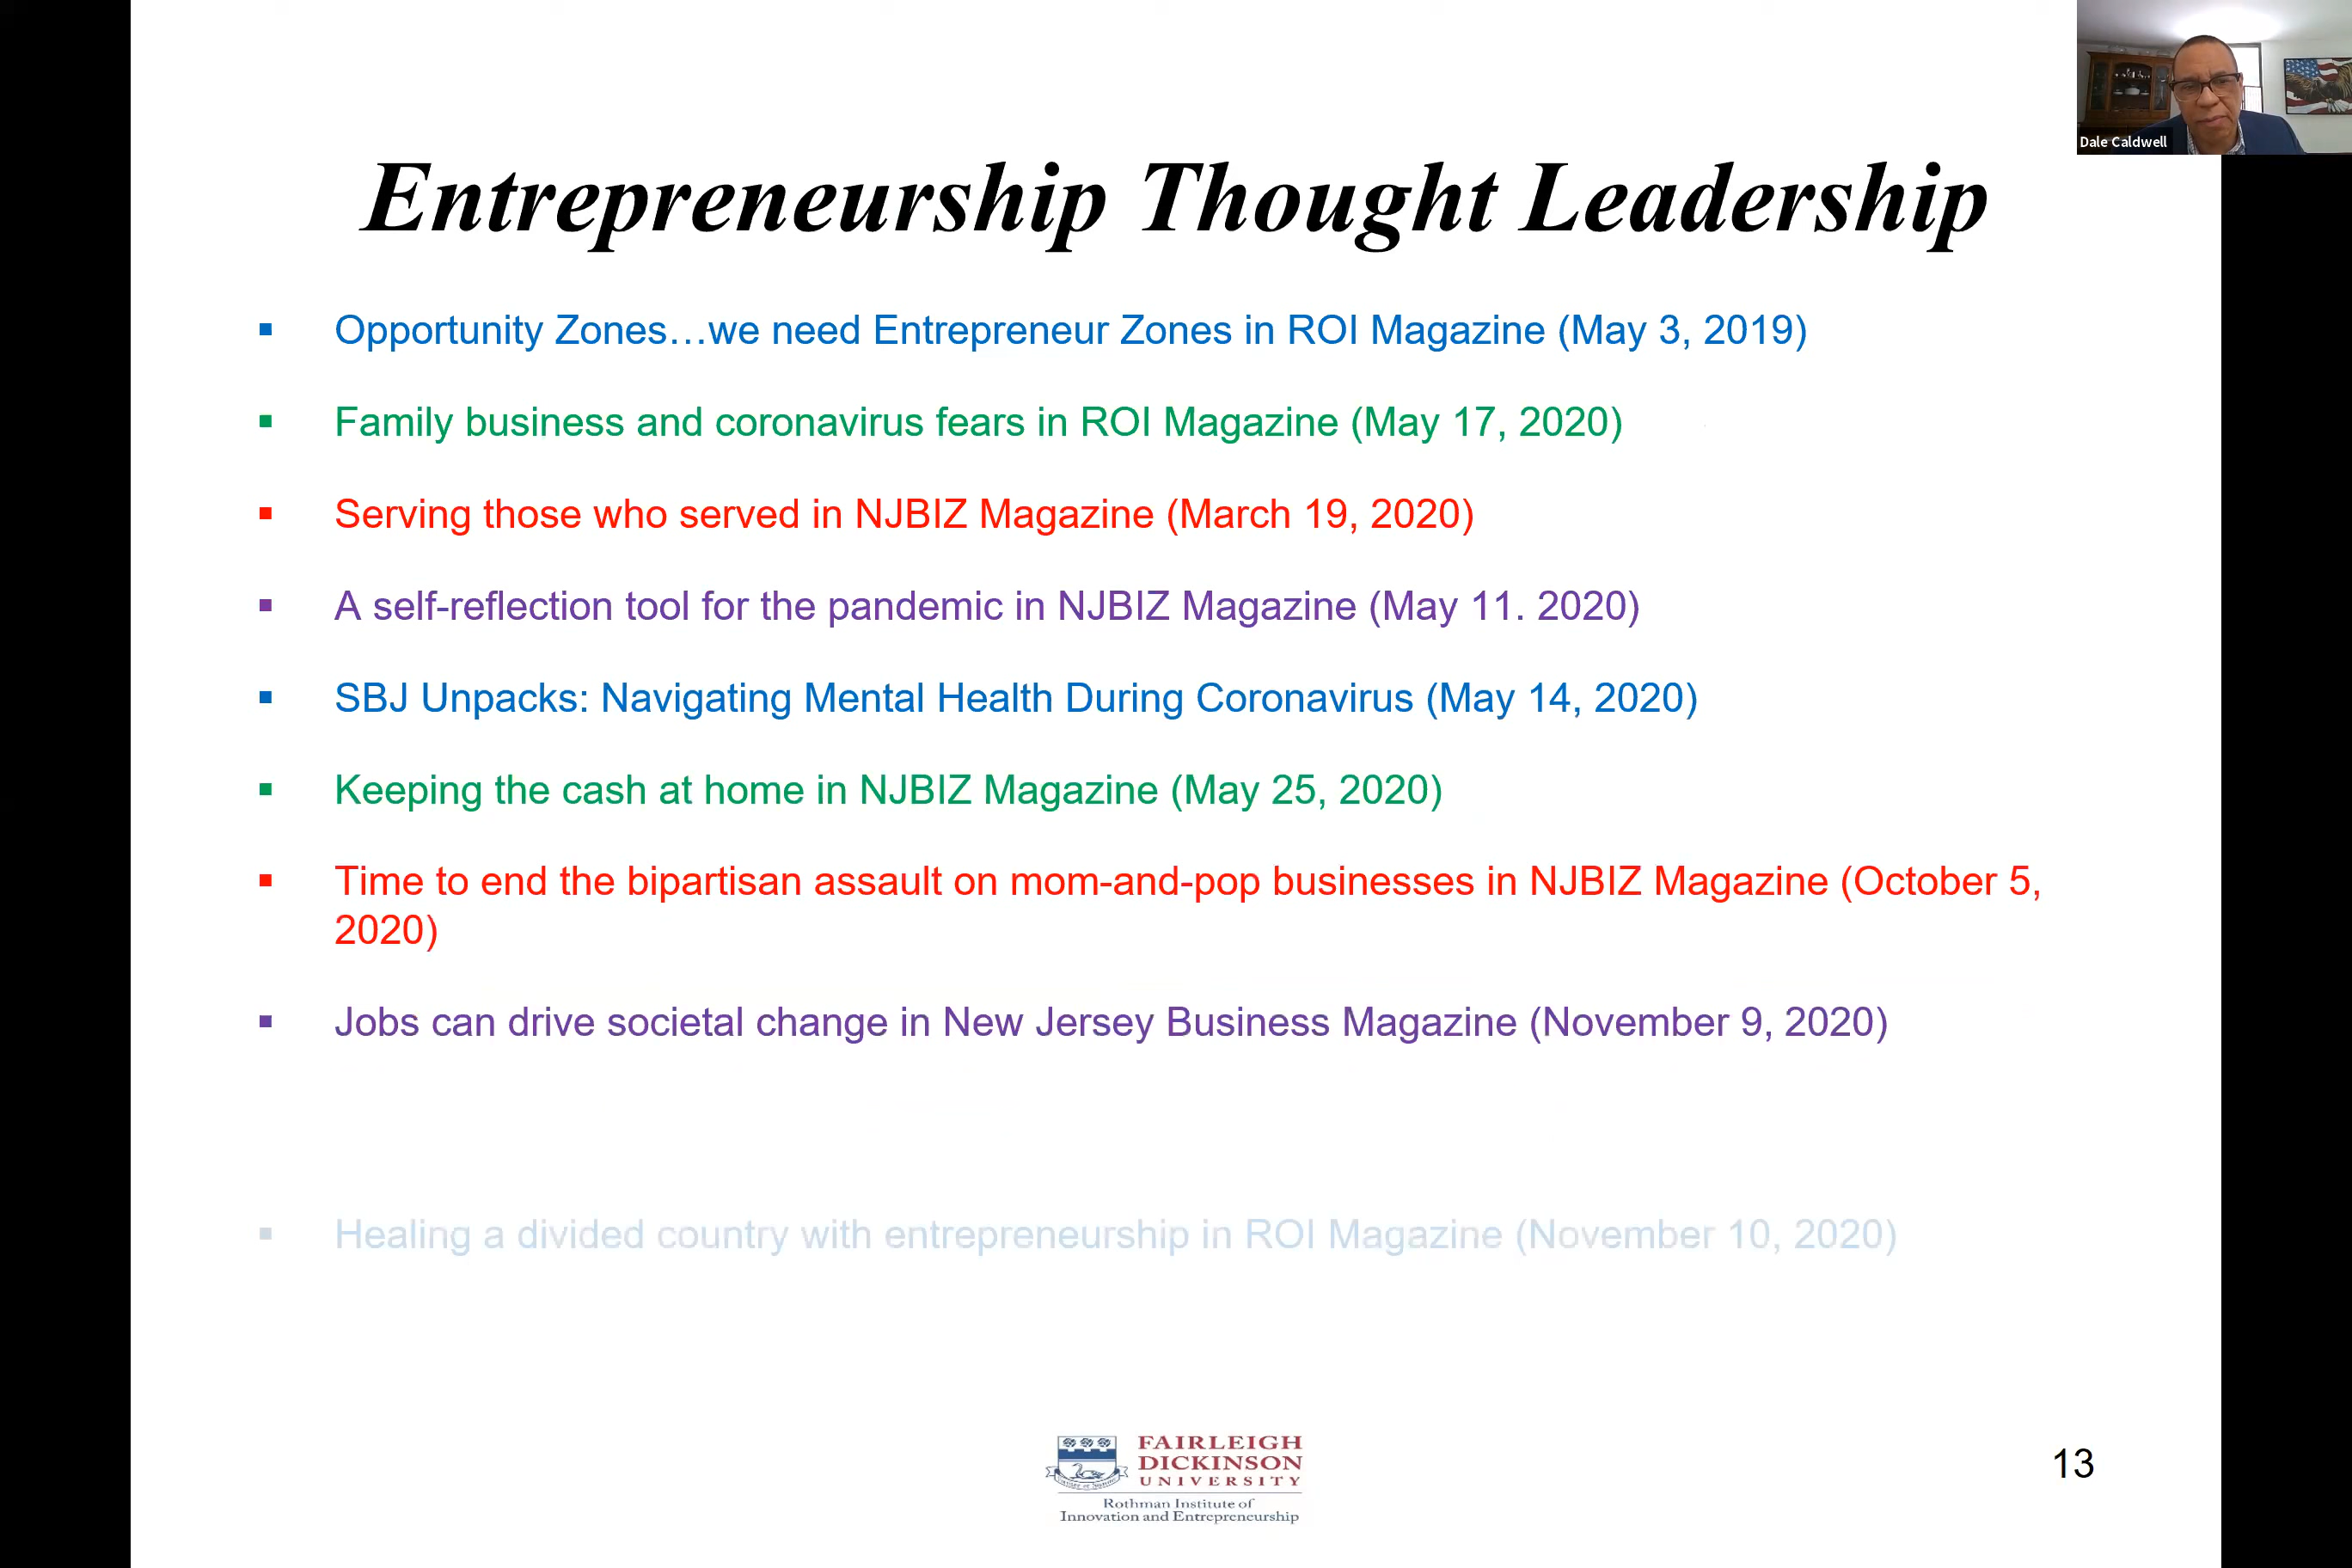 Dale Caldwell
Entrepreneurship Thought Leadership
▪ Opportunity Zones…we need Entrepreneur Zones in ROI Magazine (May 3, 2019)
▪ Family business and coronavirus fears in ROI Magazine (May 17, 2020)
▪ Serving those who served in NJBIZ Magazine (March 19, 2020)
▪ A self-reflection tool for the pandemic in NJBIZ Magazine (May 11. 2020)
▪ SBJ Unpacks: Navigating Mental Health During Coronavirus (May 14, 2020)
▪ Keeping the cash at home in NJBIZ Magazine (May 25, 2020)
▪ Time to end the bipartisan assault on mom-and-pop businesses in NJBIZ Magazine (October 5,
2020)
▪ Jobs can drive societal change in New Jersey Business Magazine (November 9, 2020)
▪ Healing a divided country with entrepreneurship in ROI Magazine (November 10, 2020)
FAIRLEIGH
DICKINSON
UNIVERSITY
Rothman Institute of
Innovation and Entrepreneurship
13